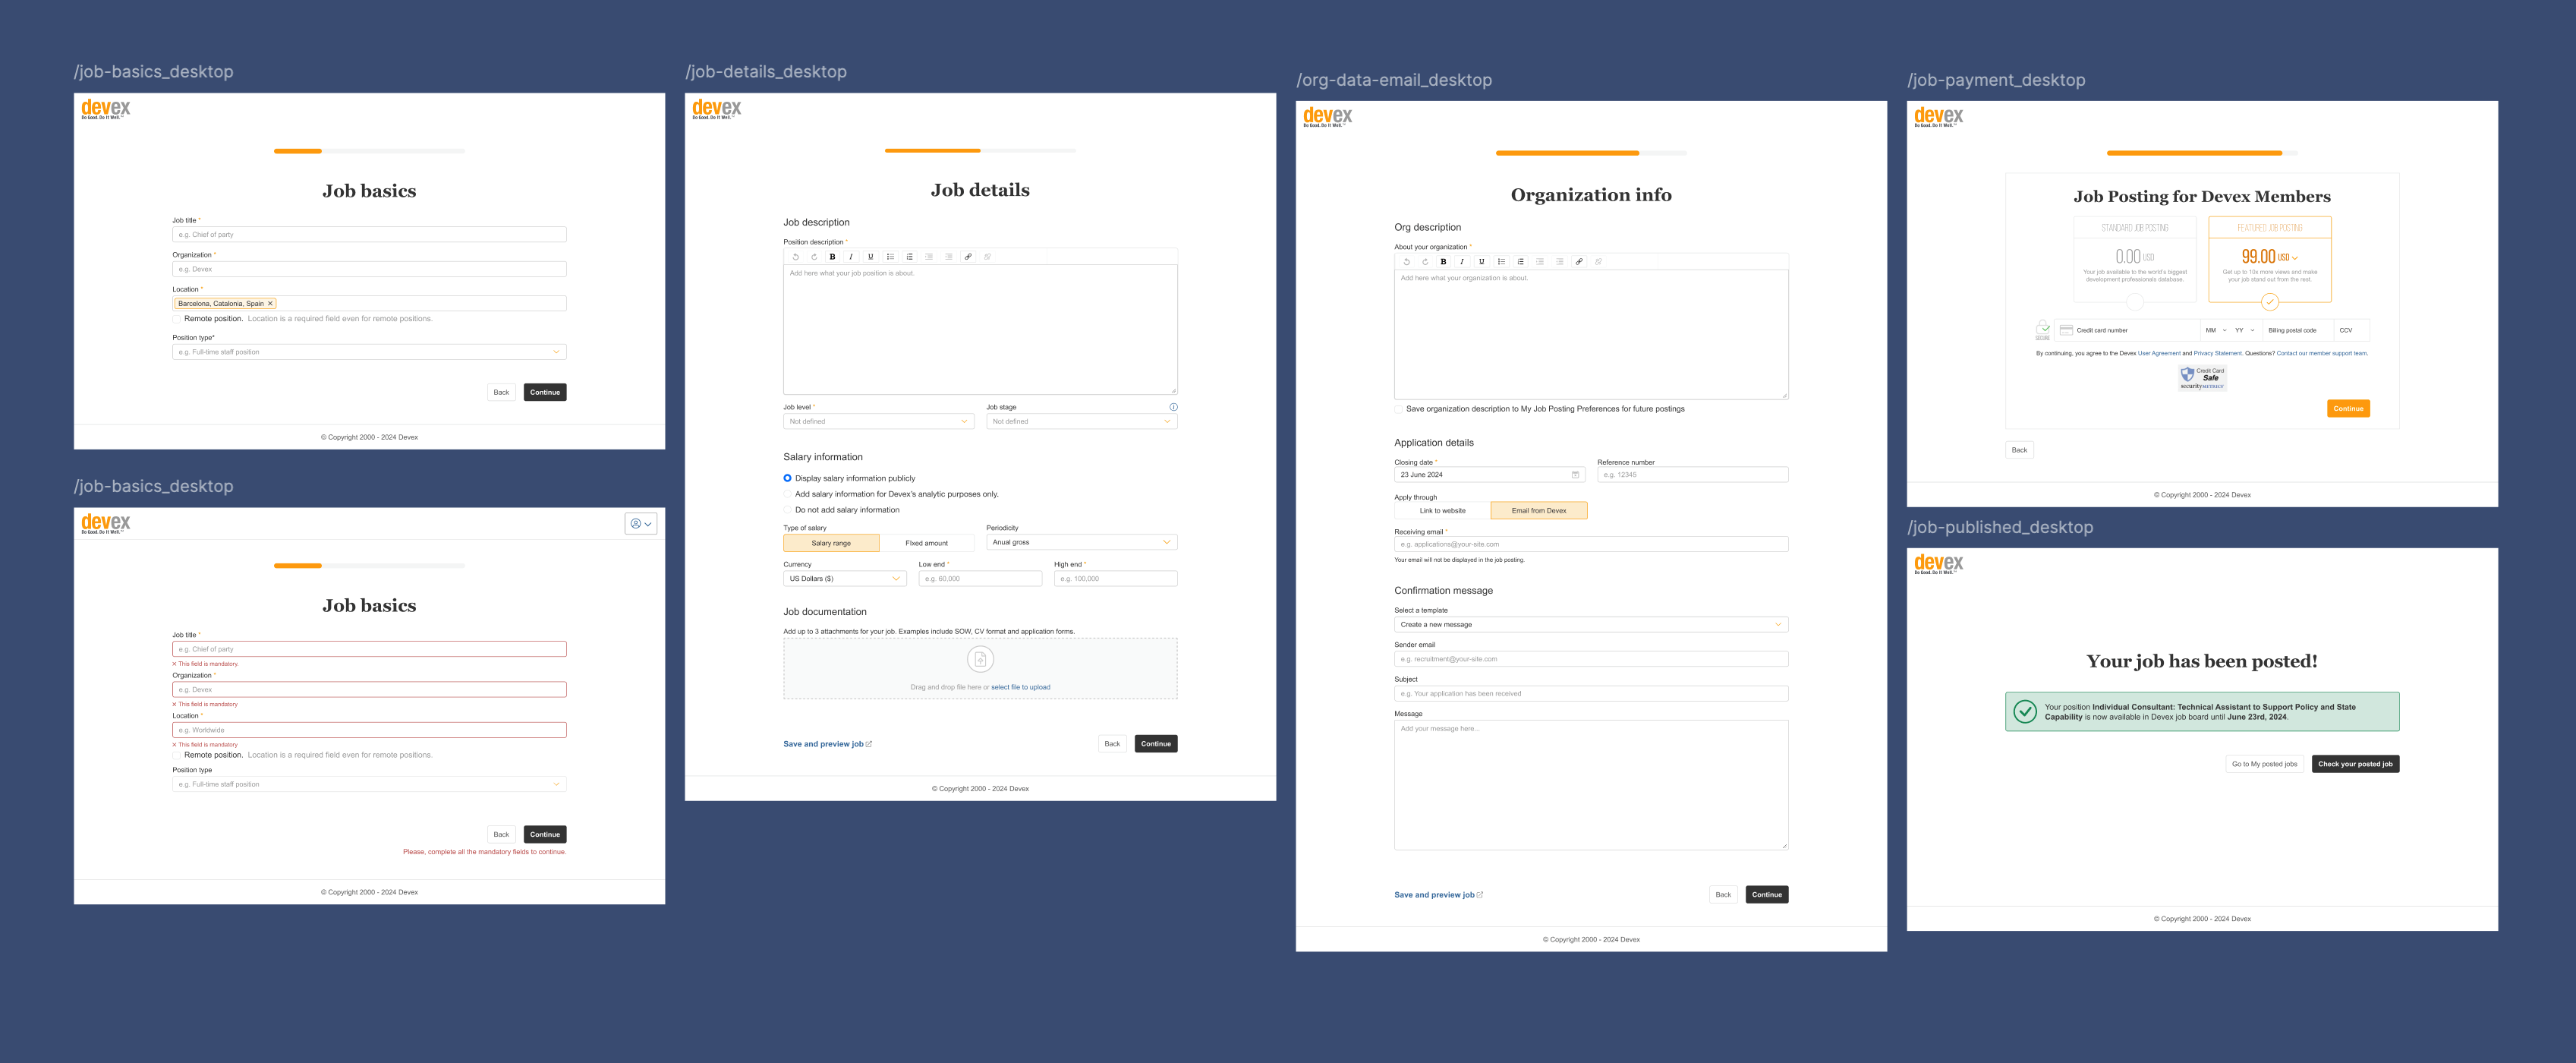 /job-basics_desktop
devex
Do Good. Do It Well.™
Job basics
Job title *
e.g. Chief of party
Organization *
e.g. Devex
Location *
Barcelona, Catalonia, Spain ×
Remote position. Location is a required field even for remote positions.
Position type*
e.g. Full-time staff position
Back Continue
© Copyright 2000 - 2024 Devex
/job-basics_desktop
devex
Do Good. Do It Well.™
Job basics
Job title *
e.g. Chief of party
× This field is mandatory.
Organization *
e.g. Devex
× This field is mandatory
Location *
e.g. Worldwide
× This field is mandatory
Remote position. Location is a required field even for remote positions.
Position type
e.g. Full-time staff position
Back Continue
Please, complete all the mandatory fields to continue.
© Copyright 2000 - 2024 Devex
/job-details_desktop
devex
Do Good. Do It Well.™
Job details
Job description
Position description *
B I U
Add here what your job position is about.
Job level * Job stage
Not defined Not defined
Salary information
Display salary information publicly
Add salary information for Devex's analytic purposes only.
Do not add salary information
Type of salary Periodicity
Salary range Fixed amount Anual gross
Currency Low end * High end *
US Dollars ($) e.g. 60,000 e.g. 100,000
Job documentation
Add up to 3 attachments for your job. Examples include SOW, CV format and application forms.
Drag and drop file here or select file to upload
Save and preview job Back Continue
© Copyright 2000 - 2024 Devex
/org-data-email_desktop
devex
Do Good. Do It Well.™
Organization info
Org description
About your organization *
B I U
Add here what your organization is about.
Save organization description to My Job Posting Preferences for future postings
Application details
Closing date * Reference number
23 June 2024 e.g. 12345
Apply through
Link to website Email from Devex
Receiving email *
e.g. applications@your-site.com
Your email will not be displayed in the job posting.
Confirmation message
Select a template
Create a new message
Sender email
e.g. recruitment@your-site.com
Subject
e.g. Your application has been received
Message
Add your message here...
Save and preview job Back Continue
© Copyright 2000 - 2024 Devex
/job-payment_desktop
devex
Do Good. Do It Well.™
Job Posting for Devex Members
STANDARD JOB POSTING FEATURED JOB POSTING
0.00 USD 99.00 USD
Your job available to the world's biggest development professionals database.
Get up to 10x more views and make your job stand out from the rest.
SECURE Credit card number MM YY Billing postal code CCV
By continuing, you agree to the Devex User Agreement and Privacy Statement. Questions? Contact our member support team.
Credit Card
Safe
securityMETRICS
Continue
Back
© Copyright 2000 - 2024 Devex
/job-published_desktop
devex
Do Good. Do It Well.™
Your job has been posted!
Your position Individual Consultant: Technical Assistant to Support Policy and State
Capability is now available in Devex job board until June 23rd, 2024.
Go to My posted jobs Check your posted job
© Copyright 2000 - 2024 Devex